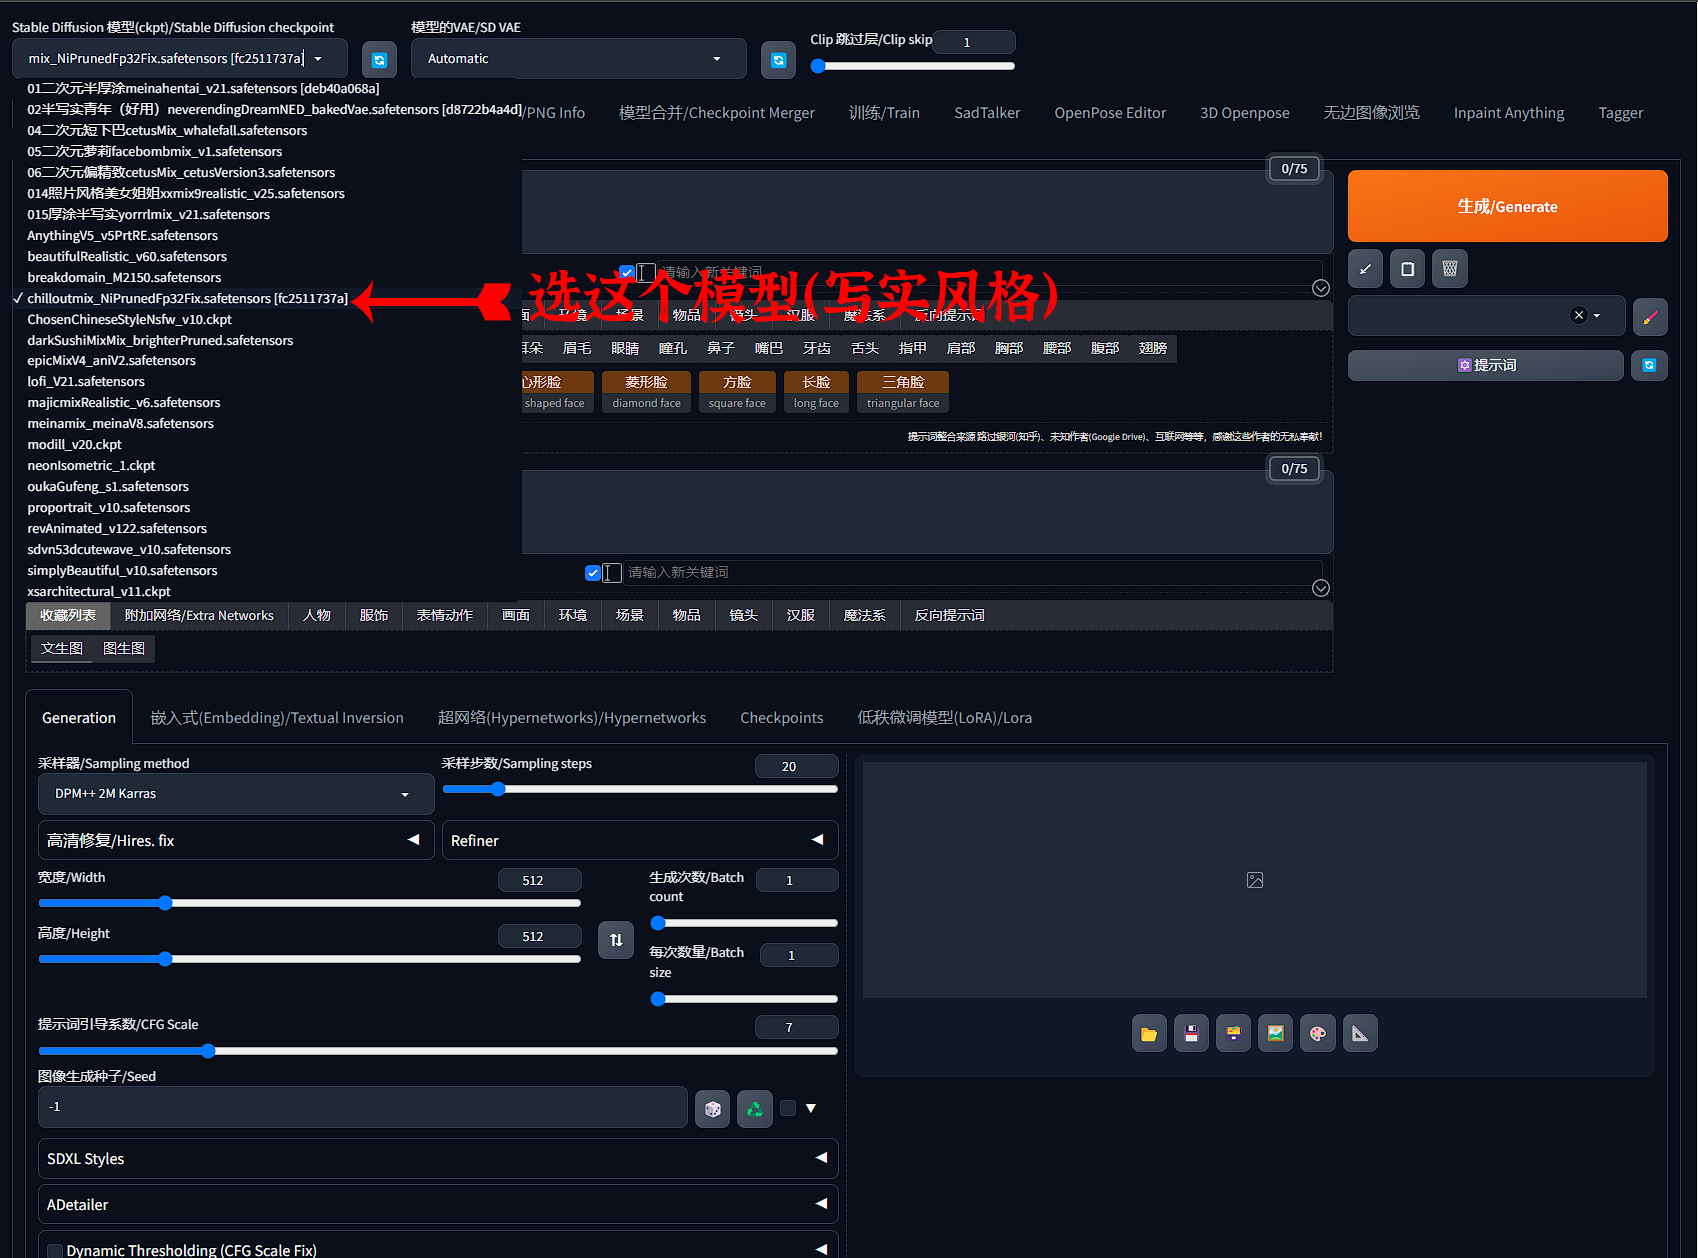 Stable Diffusion 模型(ckpt)/Stable Diffusion checkpoint
模型的VAE/SD VAE
Clip 跳过层/Clip skip
1
mix_NiPrunedFp32Fix.safetensors [fc2511737a]
Automatic
01二次元半厚涂meinahentai_v21.safetensors [deb40a068a]
02半写实青年（好用）neverendingDreamNED_bakedVae.safetensors [d8722b4a4d]
/PNG Info
模型合并/Checkpoint Merger
训练/Train
SadTalker
OpenPose Editor
3D Openpose
无边图像浏览
Inpaint Anything
Tagger
04二次元短下巴cetusMix_whalefall.safetensors
05二次元萝莉facebombmix_v1.safetensors
06二次元偏精致cetusMix_cetusVersion3.safetensors
014照片风格美女姐姐xxmix9realistic_v25.safetensors
015厚涂半写实yorrrlmix_v21.safetensors
AnythingV5_v5PrtRE.safetensors
beautifulRealistic_v60.safetensors
breakdomain_M2150.safetensors
✓ chilloutmix_NiPrunedFp32Fix.safetensors [fc2511737a]
ChosenChineseStyleNsfw_v10.ckpt
darkSushiMixMix_brighterPruned.safetensors
epicMixV4_aniV2.safetensors
lofi_V21.safetensors
majicmixRealistic_v6.safetensors
meinamix_meinaV8.safetensors
modill_v20.ckpt
neonIsometric_1.ckpt
oukaGufeng_s1.safetensors
proportrait_v10.safetensors
revAnimated_v122.safetensors
sdvn53dcutewave_v10.safetensors
simplyBeautiful_v10.safetensors
xsarchitectural_v11.ckpt
0/75
生成/Generate
请输入新关键词
选这个模型(写实风格)
面
环境
场景
物品
镜头
汉服
魔法系
反向提示词
提示词
耳朵
眉毛
眼睛
瞳孔
鼻子
嘴巴
牙齿
舌头
指甲
肩部
胸部
腰部
腹部
翅膀
心形脸
菱形脸
方脸
长脸
三角脸
shaped face
diamond face
square face
long face
triangular face
提示词整合来源 路过银河(知乎)、未知作者(Google Drive)、互联网等等，感谢这些作者的无私奉献！
0/75
请输入新关键词
收藏列表
附加网络/Extra Networks
人物
服饰
表情动作
画面
环境
场景
物品
镜头
汉服
魔法系
反向提示词
文生图
图生图
Generation
嵌入式(Embedding)/Textual Inversion
超网络(Hypernetworks)/Hypernetworks
Checkpoints
低秩微调模型(LoRA)/Lora
采样器/Sampling method
采样步数/Sampling steps
20
DPM++ 2M Karras
高清修复/Hires. fix
Refiner
宽度/Width
512
生成次数/Batch count
1
高度/Height
512
每次数量/Batch size
1
提示词引导系数/CFG Scale
7
图像生成种子/Seed
-1
SDXL Styles
ADetailer
Dynamic Thresholding (CFG Scale Fix)